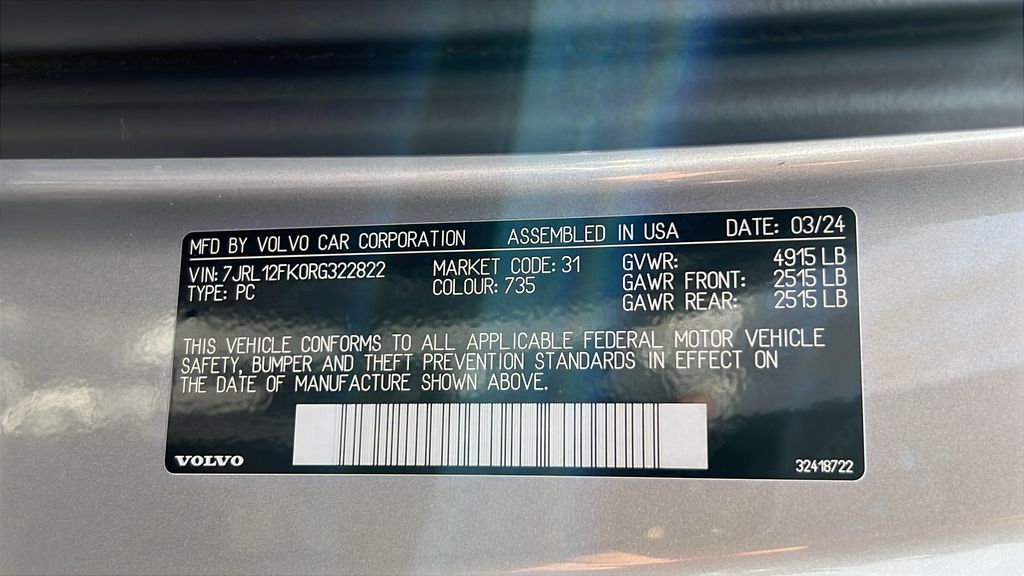 MFD BY VOLVO CAR CORPORATION ASSEMBLED IN USA DATE: 03/24
VIN: 7JRL12FK0RG322822 MARKET CODE: 31 GVWR: 4915 LB
TYPE: PC COLOUR: 735 GAWR FRONT: 2515 LB
GAWR REAR: 2515 LB
THIS VEHICLE CONFORMS TO ALL APPLICABLE FEDERAL MOTOR VEHICLE
SAFETY, BUMPER AND THEFT PREVENTION STANDARDS IN EFFECT ON
THE DATE OF MANUFACTURE SHOWN ABOVE.
VOLVO 32418722